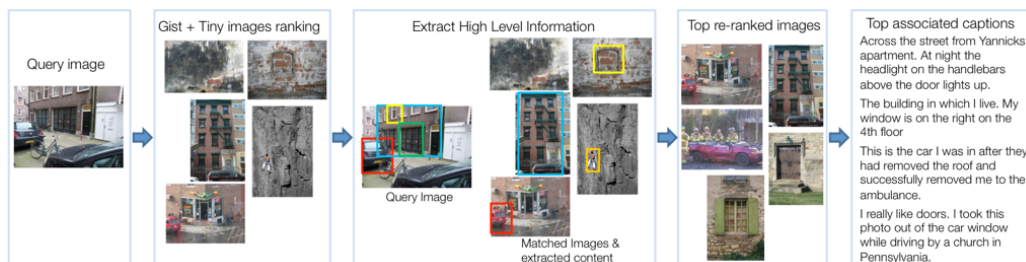 Query image
Gist + Tiny images ranking
Extract High Level Information
Query Image
Matched Images &
extracted content
Top re-ranked images
Top associated captions
Across the street from Yannicks
apartment. At night the
headlight on the handlebars
above the door lights up.
The building in which I live. My
window is on the right on the
4th floor
This is the car I was in after they
had removed the roof and
successfully removed me to the
ambulance.
I really like doors. I took this
photo out of the car window
while driving by a church in
Pennsylvania.